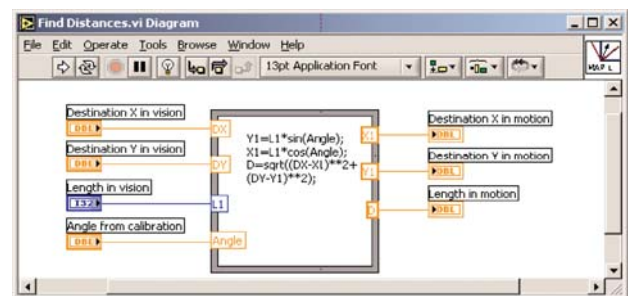 Find Distances.vi Diagram
File Edit Operate Tools Browse Window Help
13pt Application Font
MAP L
Destination X in vision
DBL
Destination Y in vision
DBL
Length in vision
I32
Angle from calibration
DBL
DX
DY
L1
Angle
Y1=L1*sin(Angle);
X1=L1*cos(Angle);
D=sqrt((DX-X1)**2+
(DY-Y1)**2);
X1
Y1
D
Destination X in motion
DBL
Destination Y in motion
DBL
Length in motion
DBL